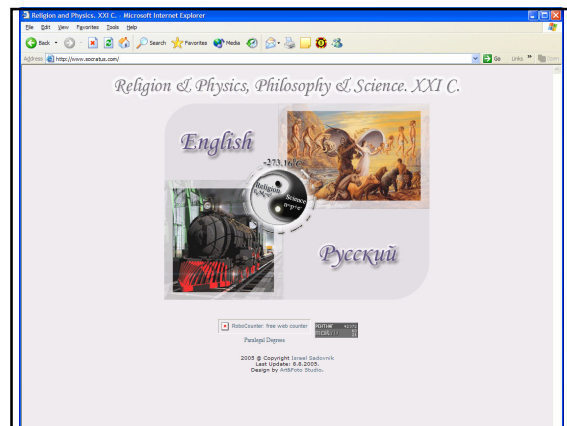 Religion and Physics. XXI C. - Microsoft Internet Explorer
File Edit View Favorites Tools Help
Back Search Favorites Media
Address http://www.socratus.com/ Go Links
Religion & Physics, Philosophy & Science. XXI C.
English
-273,16°c
Religion
Science
Русский
RoboCounter: free web counter
Paralegal Degrees
2005 @ Copyright Israel Sadovnik
Last Update: 8.8.2005.
Design by Art&Foto Studio.